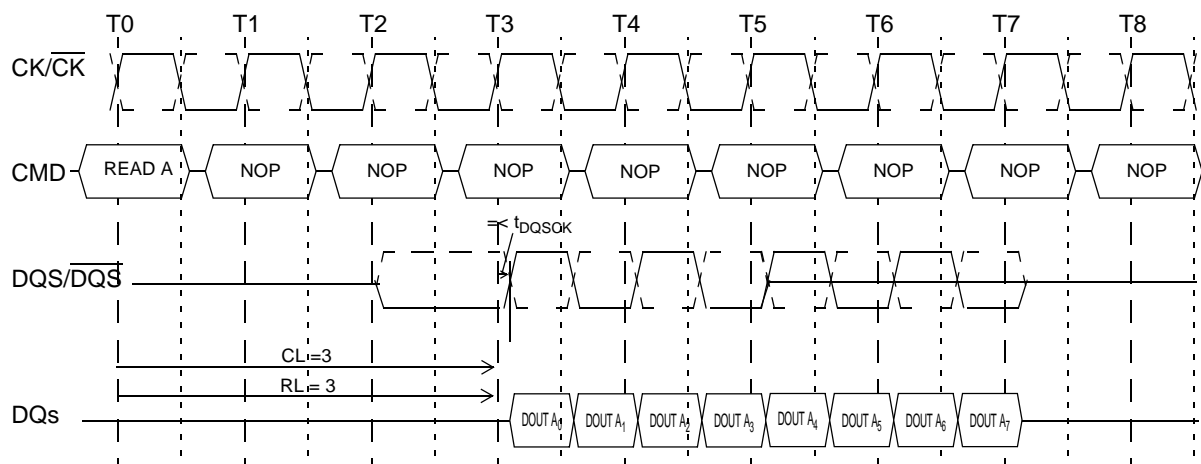 T0 T1 T2 T3 T4 T5 T6 T7 T8
CK/CK
CMD READ A NOP NOP NOP NOP NOP NOP NOP NOP
=< tDQSCK
DQS/DQS
CL =3
RL = 3
DQs DOUT A0 DOUT A1 DOUT A2 DOUT A3 DOUT A4 DOUT A5 DOUT A6 DOUT A7